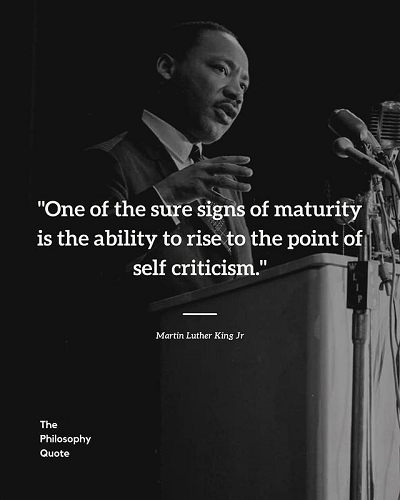 "One of the sure signs of maturity
is the ability to rise to the point of
self criticism."
Martin Luther King Jr
The
Philosophy
Quote
WLIP